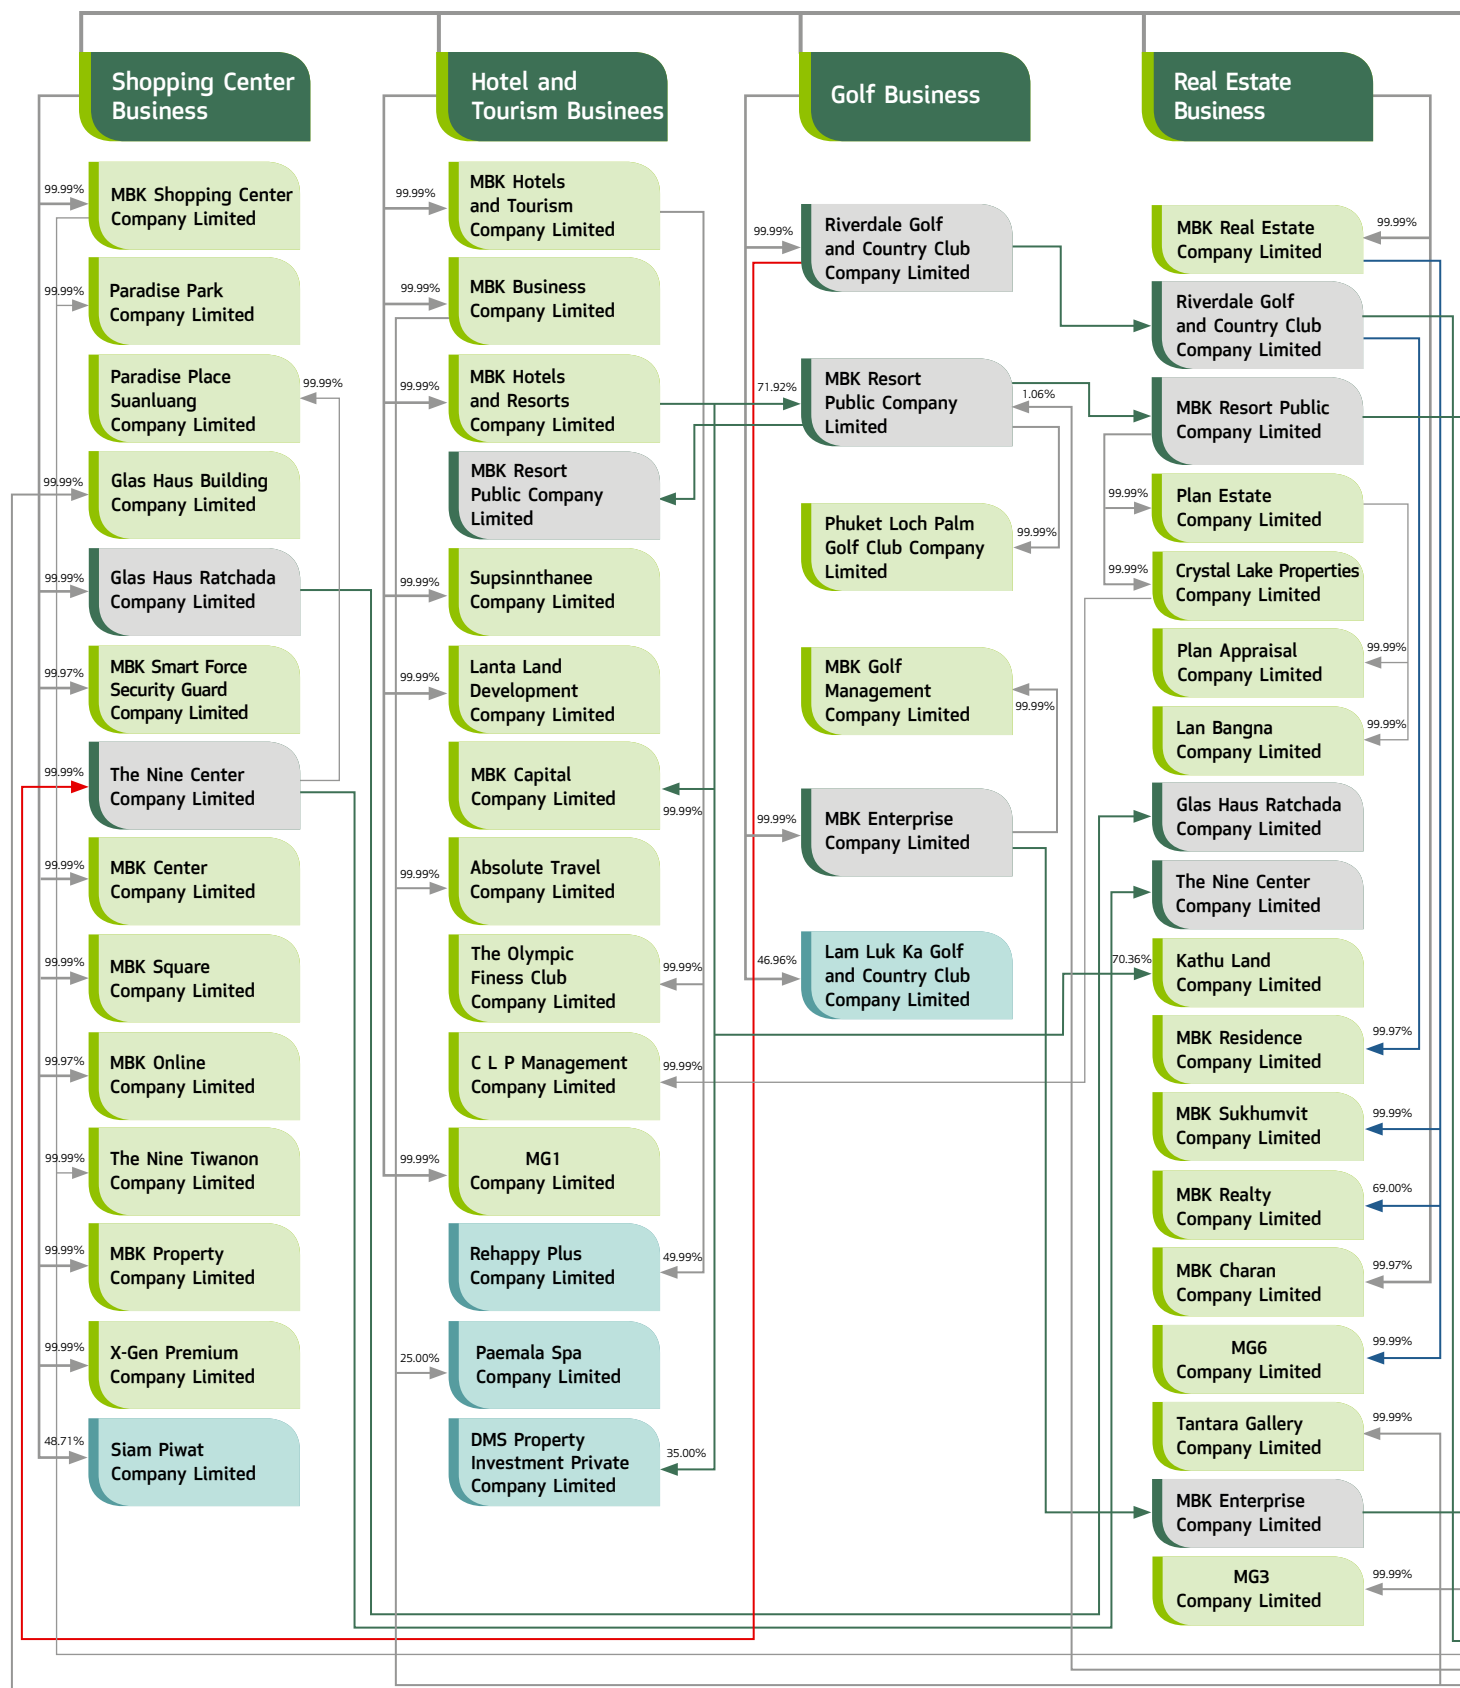 Shopping Center
Business
99.99%
MBK Shopping Center
Company Limited
99.99%
Paradise Park
Company Limited
Paradise Place
Suanluang
Company Limited
99.99%
99.99%
Glas Haus Building
Company Limited
99.99%
Glas Haus Ratchada
Company Limited
99.97%
MBK Smart Force
Security Guard
Company Limited
99.99%
The Nine Center
Company Limited
99.99%
MBK Center
Company Limited
99.99%
MBK Square
Company Limited
99.97%
MBK Online
Company Limited
99.99%
The Nine Tiwanon
Company Limited
99.99%
MBK Property
Company Limited
99.99%
X-Gen Premium
Company Limited
48.71%
Siam Piwat
Company Limited
Hotel and
Tourism Businees
99.99%
MBK Hotels
and Tourism
Company Limited
99.99%
MBK Business
Company Limited
99.99%
MBK Hotels
and Resorts
Company Limited
MBK Resort
Public Company
Limited
99.99%
Supsinnthanee
Company Limited
99.99%
Lanta Land
Development
Company Limited
MBK Capital
Company Limited
99.99%
99.99%
Absolute Travel
Company Limited
The Olympic
Finess Club
Company Limited
99.99%
C L P Management
Company Limited
99.99%
99.99%
MG1
Company Limited
Rehappy Plus
Company Limited
49.99%
25.00%
Paemala Spa
Company Limited
DMS Property
Investment Private
Company Limited
35.00%
Golf Business
99.99%
Riverdale Golf
and Country Club
Company Limited
71.92%
MBK Resort
Public Company
Limited
1.06%
Phuket Loch Palm
Golf Club Company
Limited
99.99%
MBK Golf
Management
Company Limited
99.99%
99.99%
MBK Enterprise
Company Limited
46.96%
Lam Luk Ka Golf
and Country Club
Company Limited
Real Estate
Business
MBK Real Estate
Company Limited
99.99%
Riverdale Golf
and Country Club
Company Limited
MBK Resort Public
Company Limited
99.99%
Plan Estate
Company Limited
99.99%
Crystal Lake Properties
Company Limited
Plan Appraisal
Company Limited
99.99%
Lan Bangna
Company Limited
99.99%
Glas Haus Ratchada
Company Limited
The Nine Center
Company Limited
70.36%
Kathu Land
Company Limited
MBK Residence
Company Limited
99.97%
MBK Sukhumvit
Company Limited
99.99%
MBK Realty
Company Limited
69.00%
MBK Charan
Company Limited
99.97%
MG6
Company Limited
99.99%
Tantara Gallery
Company Limited
99.99%
MBK Enterprise
Company Limited
MG3
Company Limited
99.99%